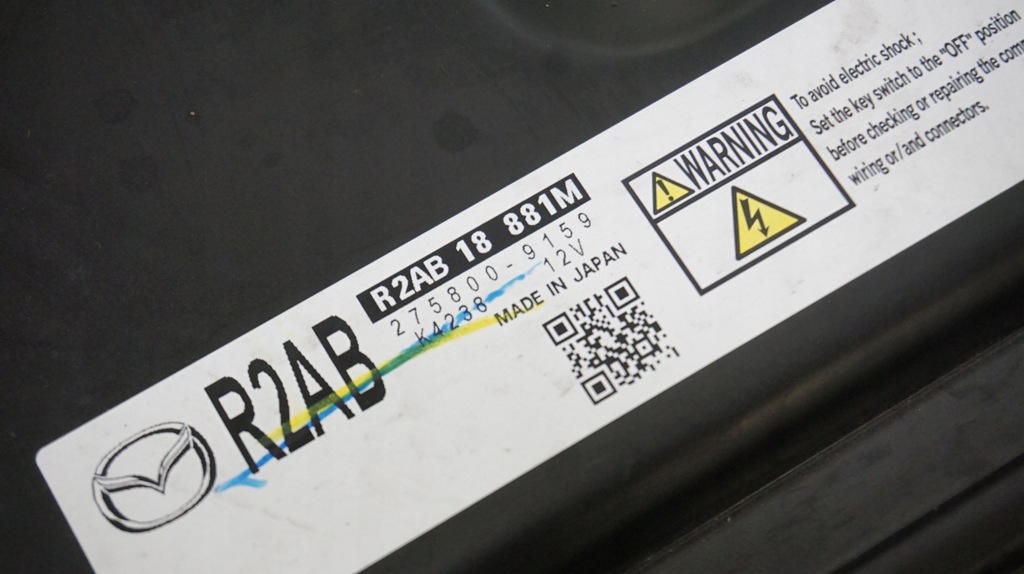 R2AB
R2AB 18 881M
275800-9159
K4238 12V
MADE IN JAPAN
WARNING
To avoid electric shock ;
Set the key switch to the "OFF" position
before checking or repairing the
wiring or/and connectors.